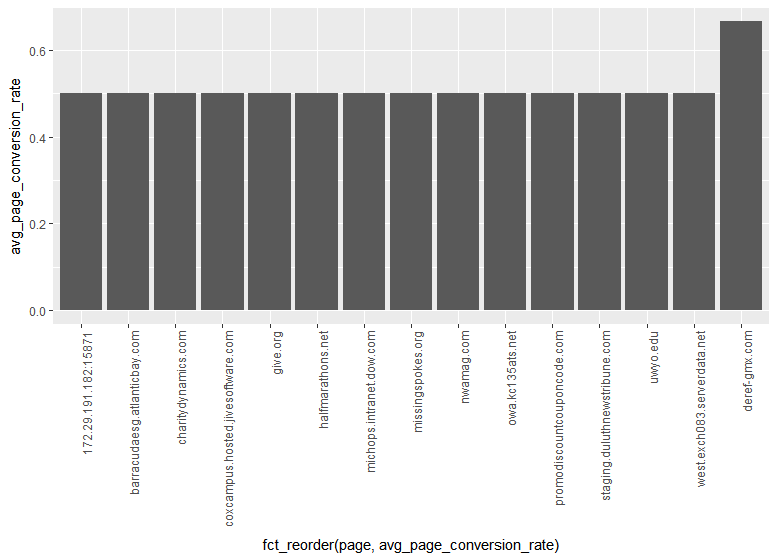 avg_page_conversion_rate
0.6
0.4
0.2
0.0
172.29.191.182:15871
barracudaesg.atlanticbay.com
charitydynamics.com
coxcampus.hosted.jivesoftware.com
give.org
halfmarathons.net
michops.intranet.dow.com
missingspokes.org
nwamag.com
owa.kc135ats.net
promodiscountcouponcode.com
staging.duluthnewstribune.com
uwyo.edu
west.exch083.serverdata.net
deref-gmx.com
fct_reorder(page, avg_page_conversion_rate)